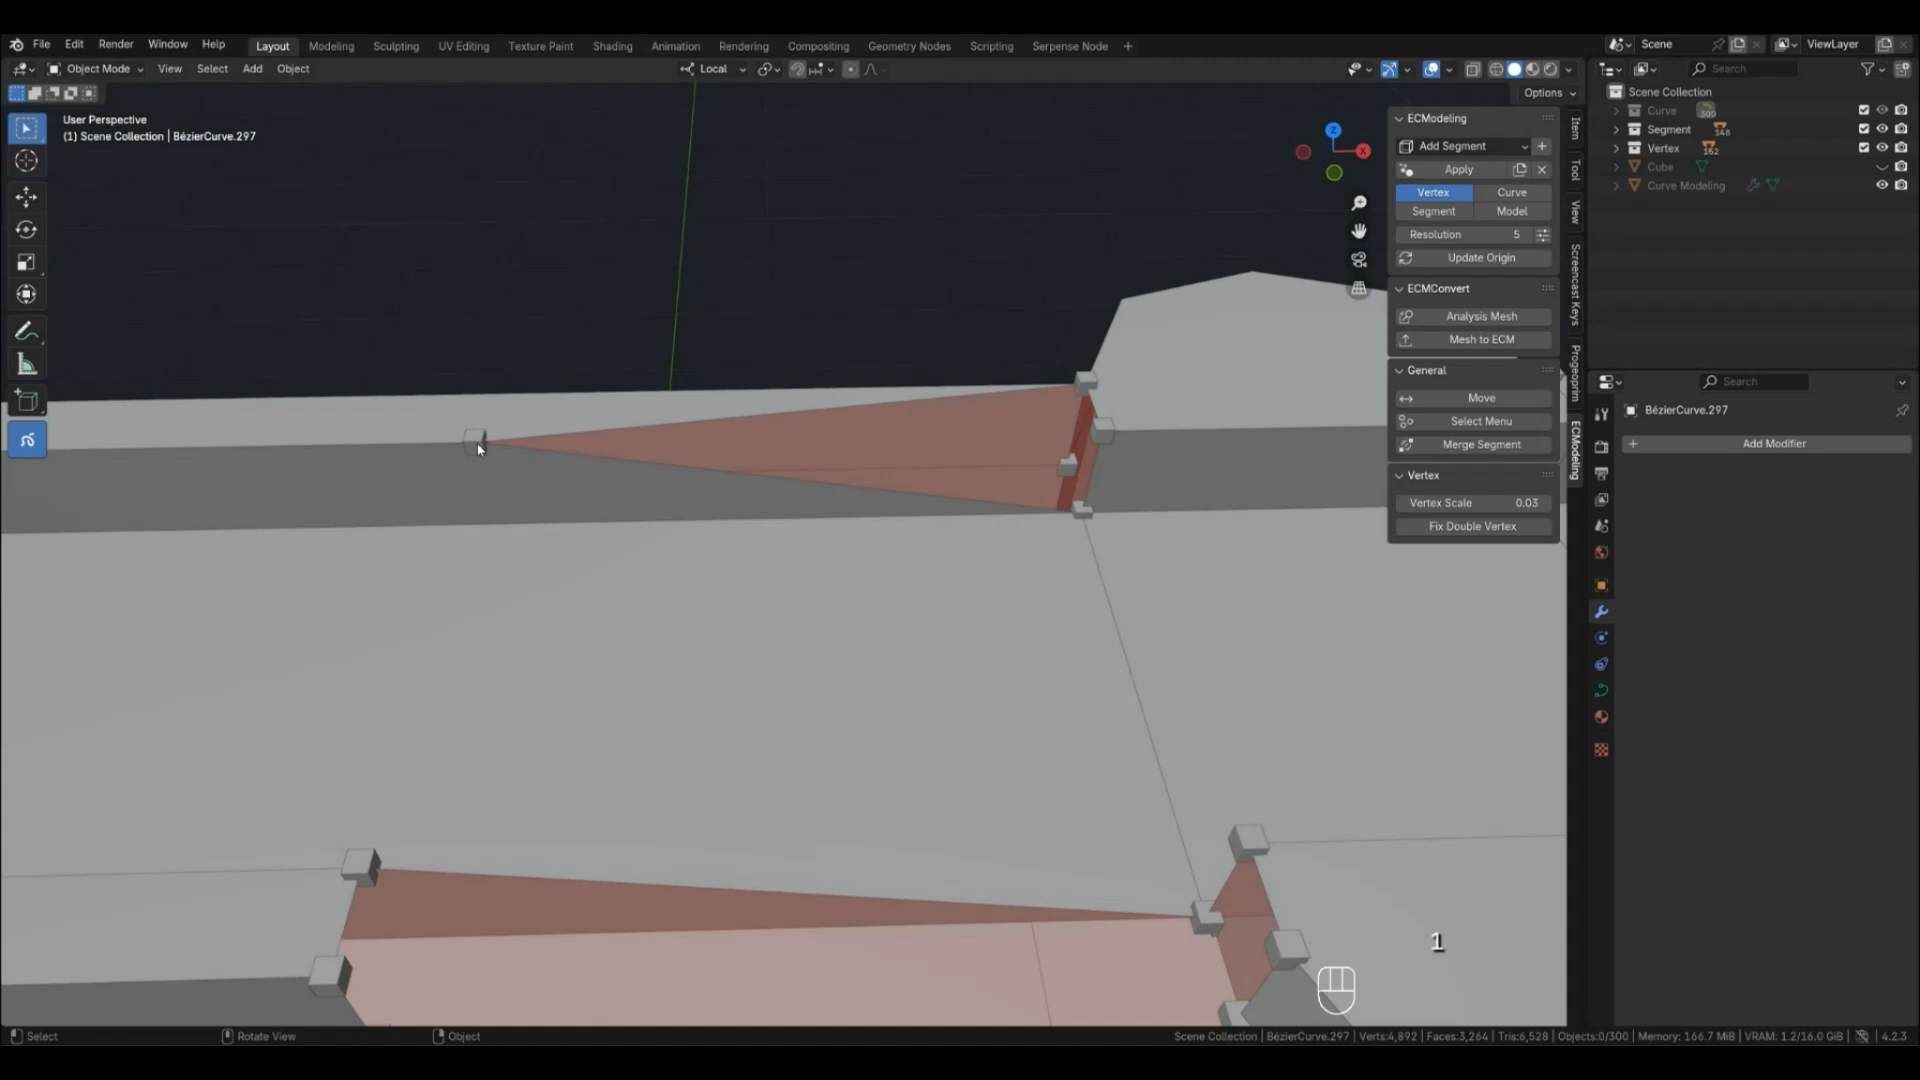 File Edit Render Window Help Layout Modeling Sculpting UV Editing Texture Paint Shading Animation Rendering Compositing Geometry Nodes Scripting Serpense Node + Scene ViewLayer
Object Mode View Select Add Object Local Search
Options
User Perspective
(1) Scene Collection | BézierCurve.297
Z
X
ECModeling
Add Segment
Apply
Vertex Curve
Segment Model
Resolution 5
Update Origin
ECMConvert
Analysis Mesh
Mesh to ECM
General
Move
Select Menu
Merge Segment
Vertex
Vertex Scale 0.03
Fix Double Vertex
Item
Tool
View
Screencast Keys
Progeoprim
ECModeling
Scene Collection
Curve 300
Segment 148
Vertex 152
Cube
Curve Modeling
Search
BézierCurve.297
+ Add Modifier
1
Select Rotate View Object Scene Collection | BézierCurve.297 | Verts:4,892 | Faces:3,264 | Tris:6,528 | Objects:0/300 | Memory: 166.7 MiB | VRAM: 1.2/16.0 GiB | 4.2.3